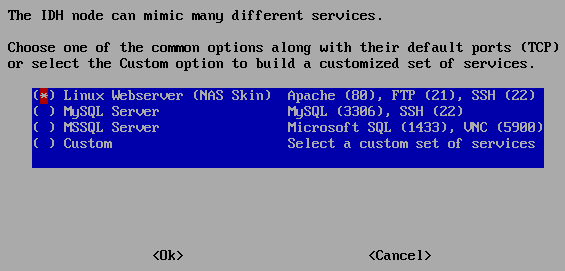 The IDH node can mimic many different services.
Choose one of the common options along with their default ports (TCP)
or select the Custom option to build a customized set of services.
(*) Linux Webserver (NAS Skin) Apache (80), FTP (21), SSH (22)
( ) MySQL Server MySQL (3306), SSH (22)
( ) MSSQL Server Microsoft SQL (1433), VNC (5900)
( ) Custom Select a custom set of services
<Ok> <Cancel>